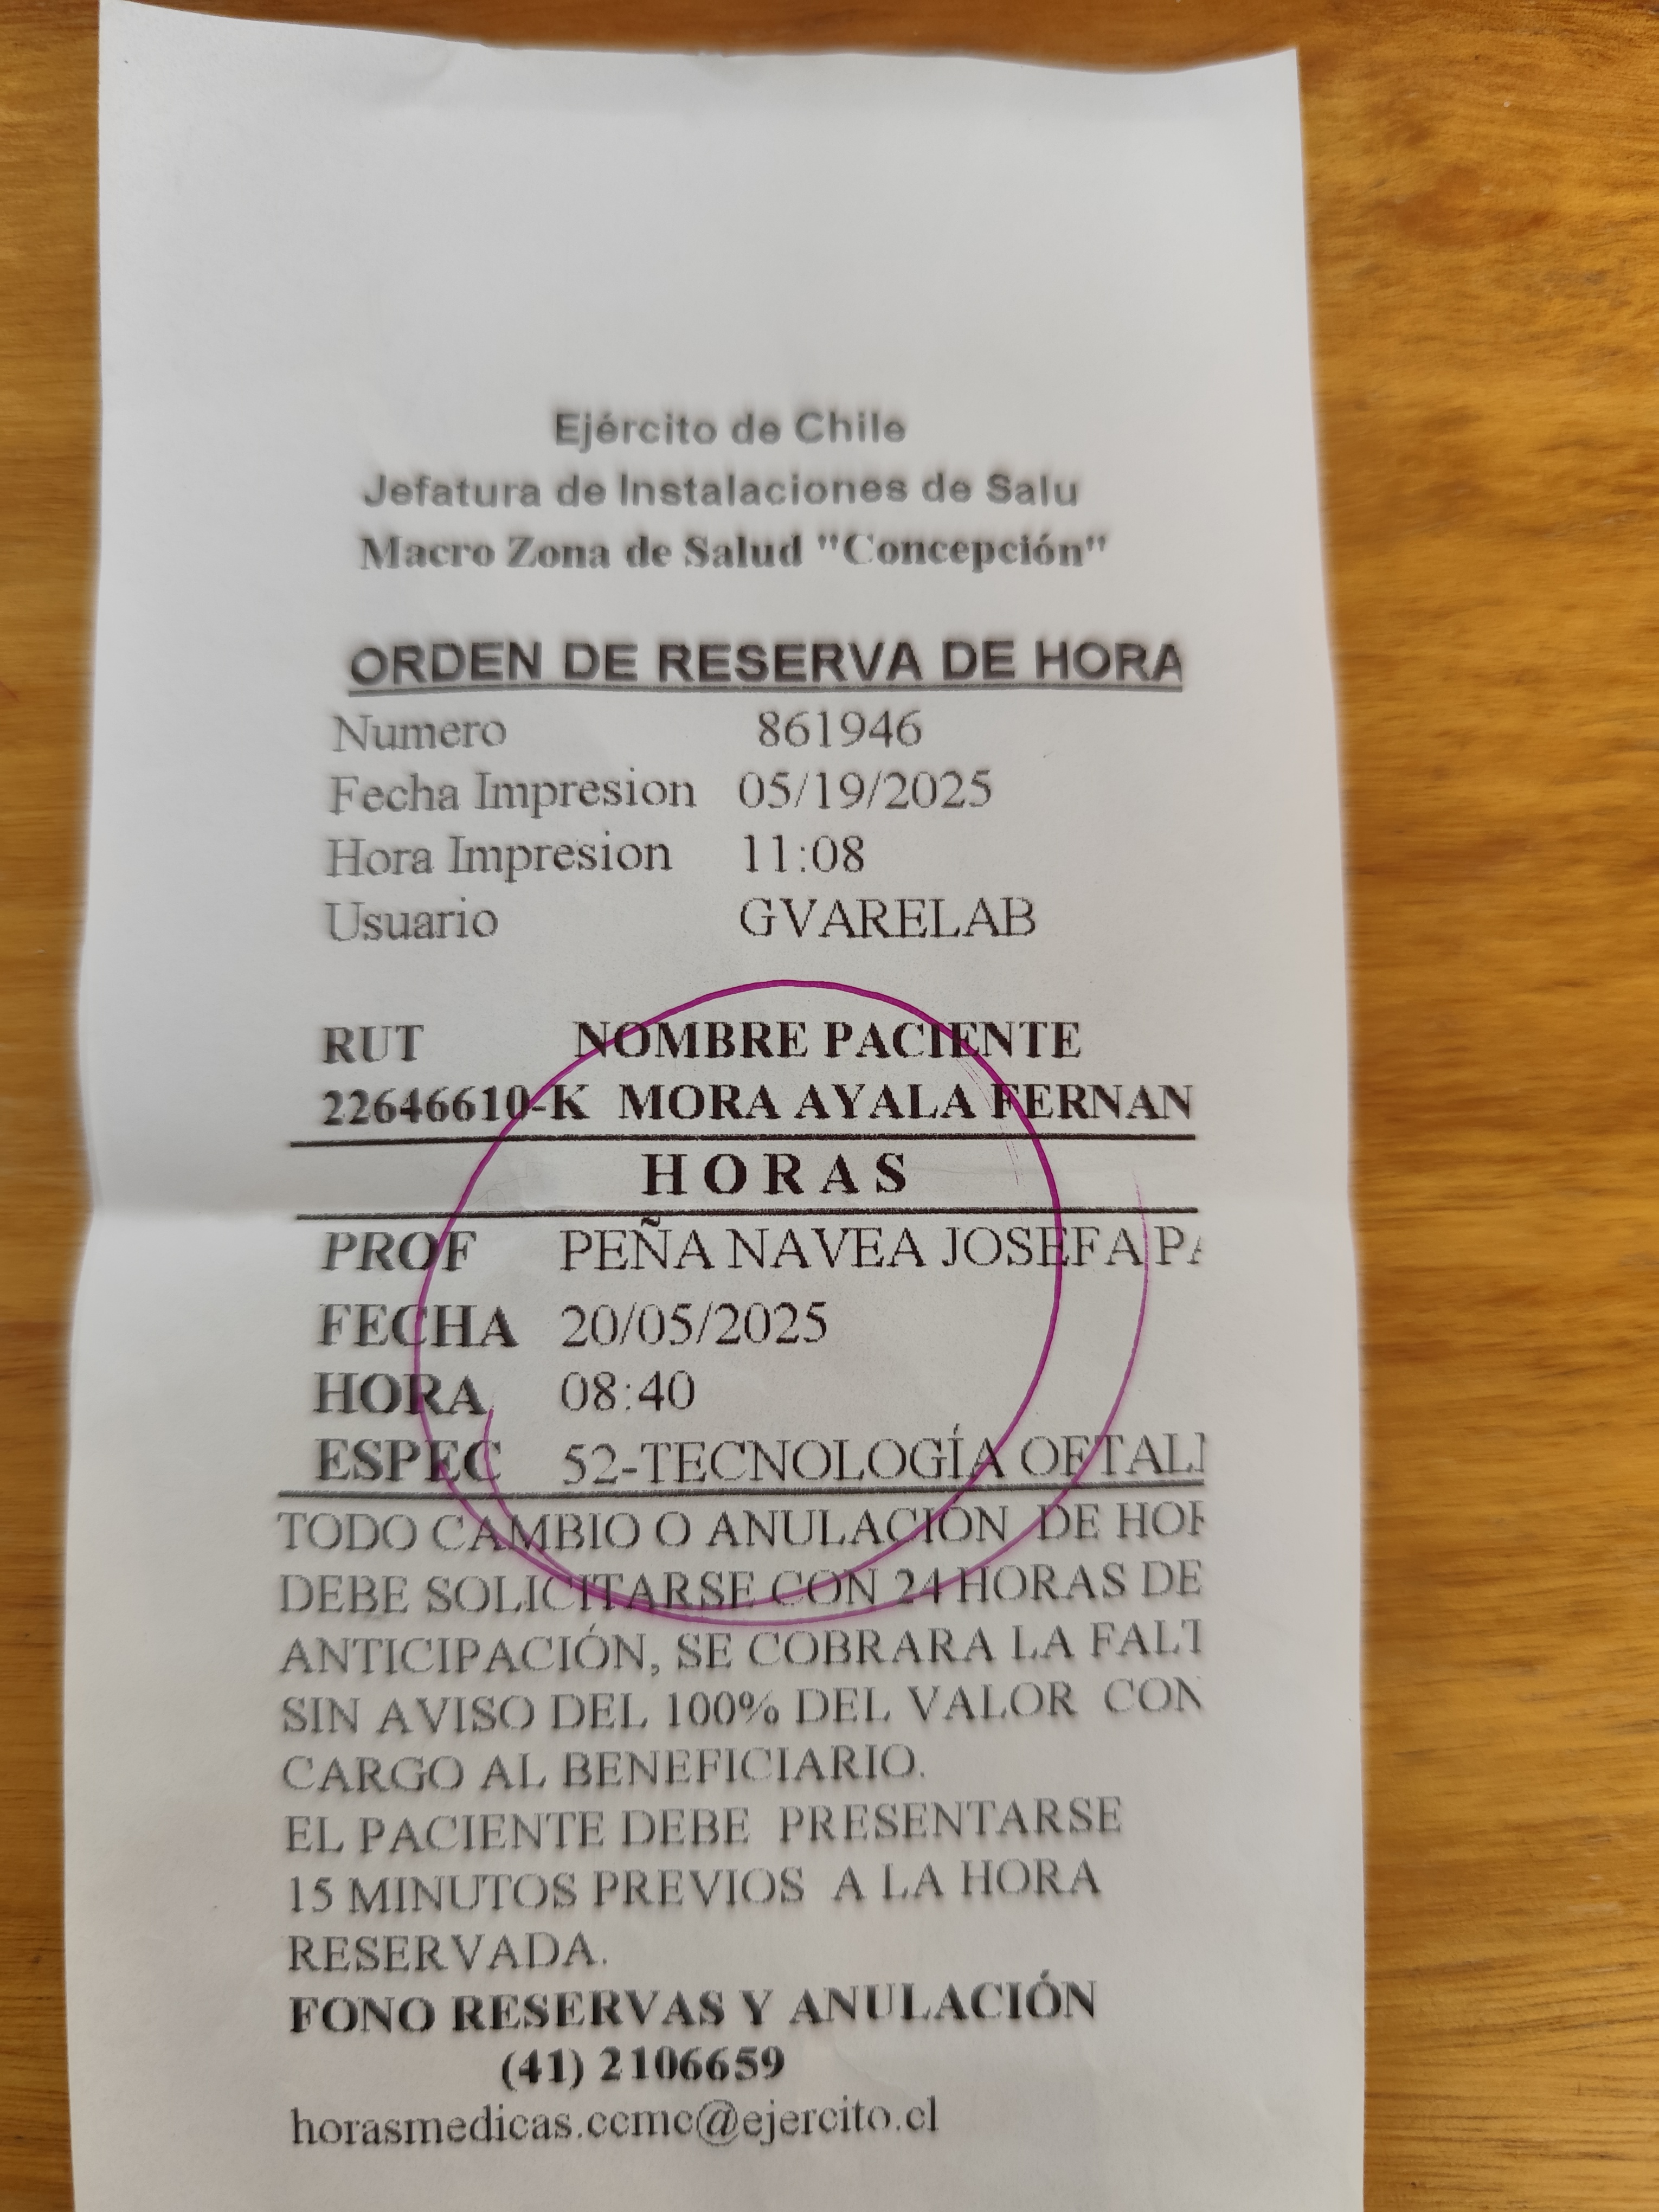 Ejército de Chile
Jefatura de Instalaciones de Salu
Macro Zona de Salud "Concepción"
ORDEN DE RESERVA DE HORA
Numero 861946
Fecha Impresion 05/19/2025
Hora Impresion 11:08
Usuario GVARELAB
RUT NOMBRE PACIENTE
22646610-K MORA AYALA FERNAN
HORAS
PROF PEÑA NAVEA JOSEFA PA
FECHA 20/05/2025
HORA 08:40
ESPEC 52-TECNOLOGÍA OFTAL
TODO CAMBIO O ANULACIÓN DE HOR
DEBE SOLICITARSE CON 24 HORAS DE
ANTICIPACIÓN, SE COBRARA LA FALT
SIN AVISO DEL 100% DEL VALOR CON
CARGO AL BENEFICIARIO.
EL PACIENTE DEBE PRESENTARSE
15 MINUTOS PREVIOS A LA HORA
RESERVADA.
FONO RESERVAS Y ANULACIÓN
(41) 2106659
horasmedicas.ccmc@ejercito.cl